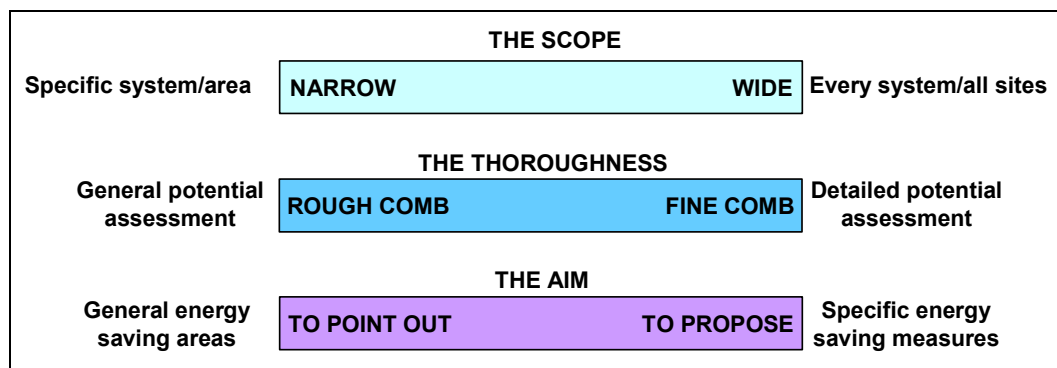 THE SCOPE
Specific system/area NARROW WIDE Every system/all sites
THE THOROUGHNESS
General potential
assessment
ROUGH COMB FINE COMB
Detailed potential
assessment
THE AIM
General energy
saving areas
TO POINT OUT TO PROPOSE
Specific energy
saving measures